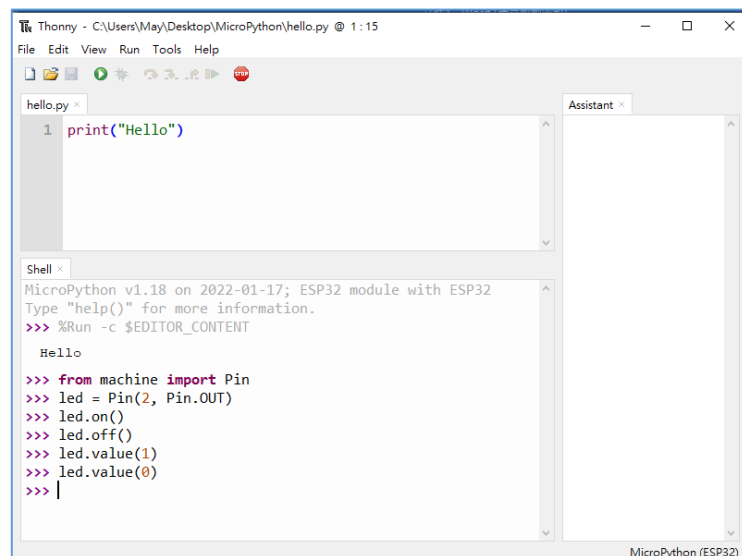 Thonny - C:\Users\May\Desktop\MicroPython\hello.py @ 1:15
File Edit View Run Tools Help
STOP
hello.py
Assistant
1 print("Hello")
Shell
MicroPython v1.18 on 2022-01-17; ESP32 module with ESP32
Type "help()" for more information.
>>> %Run -c $EDITOR_CONTENT
Hello
>>> from machine import Pin
>>> led = Pin(2, Pin.OUT)
>>> led.on()
>>> led.off()
>>> led.value(1)
>>> led.value(0)
>>>
MicroPython (ESP32)